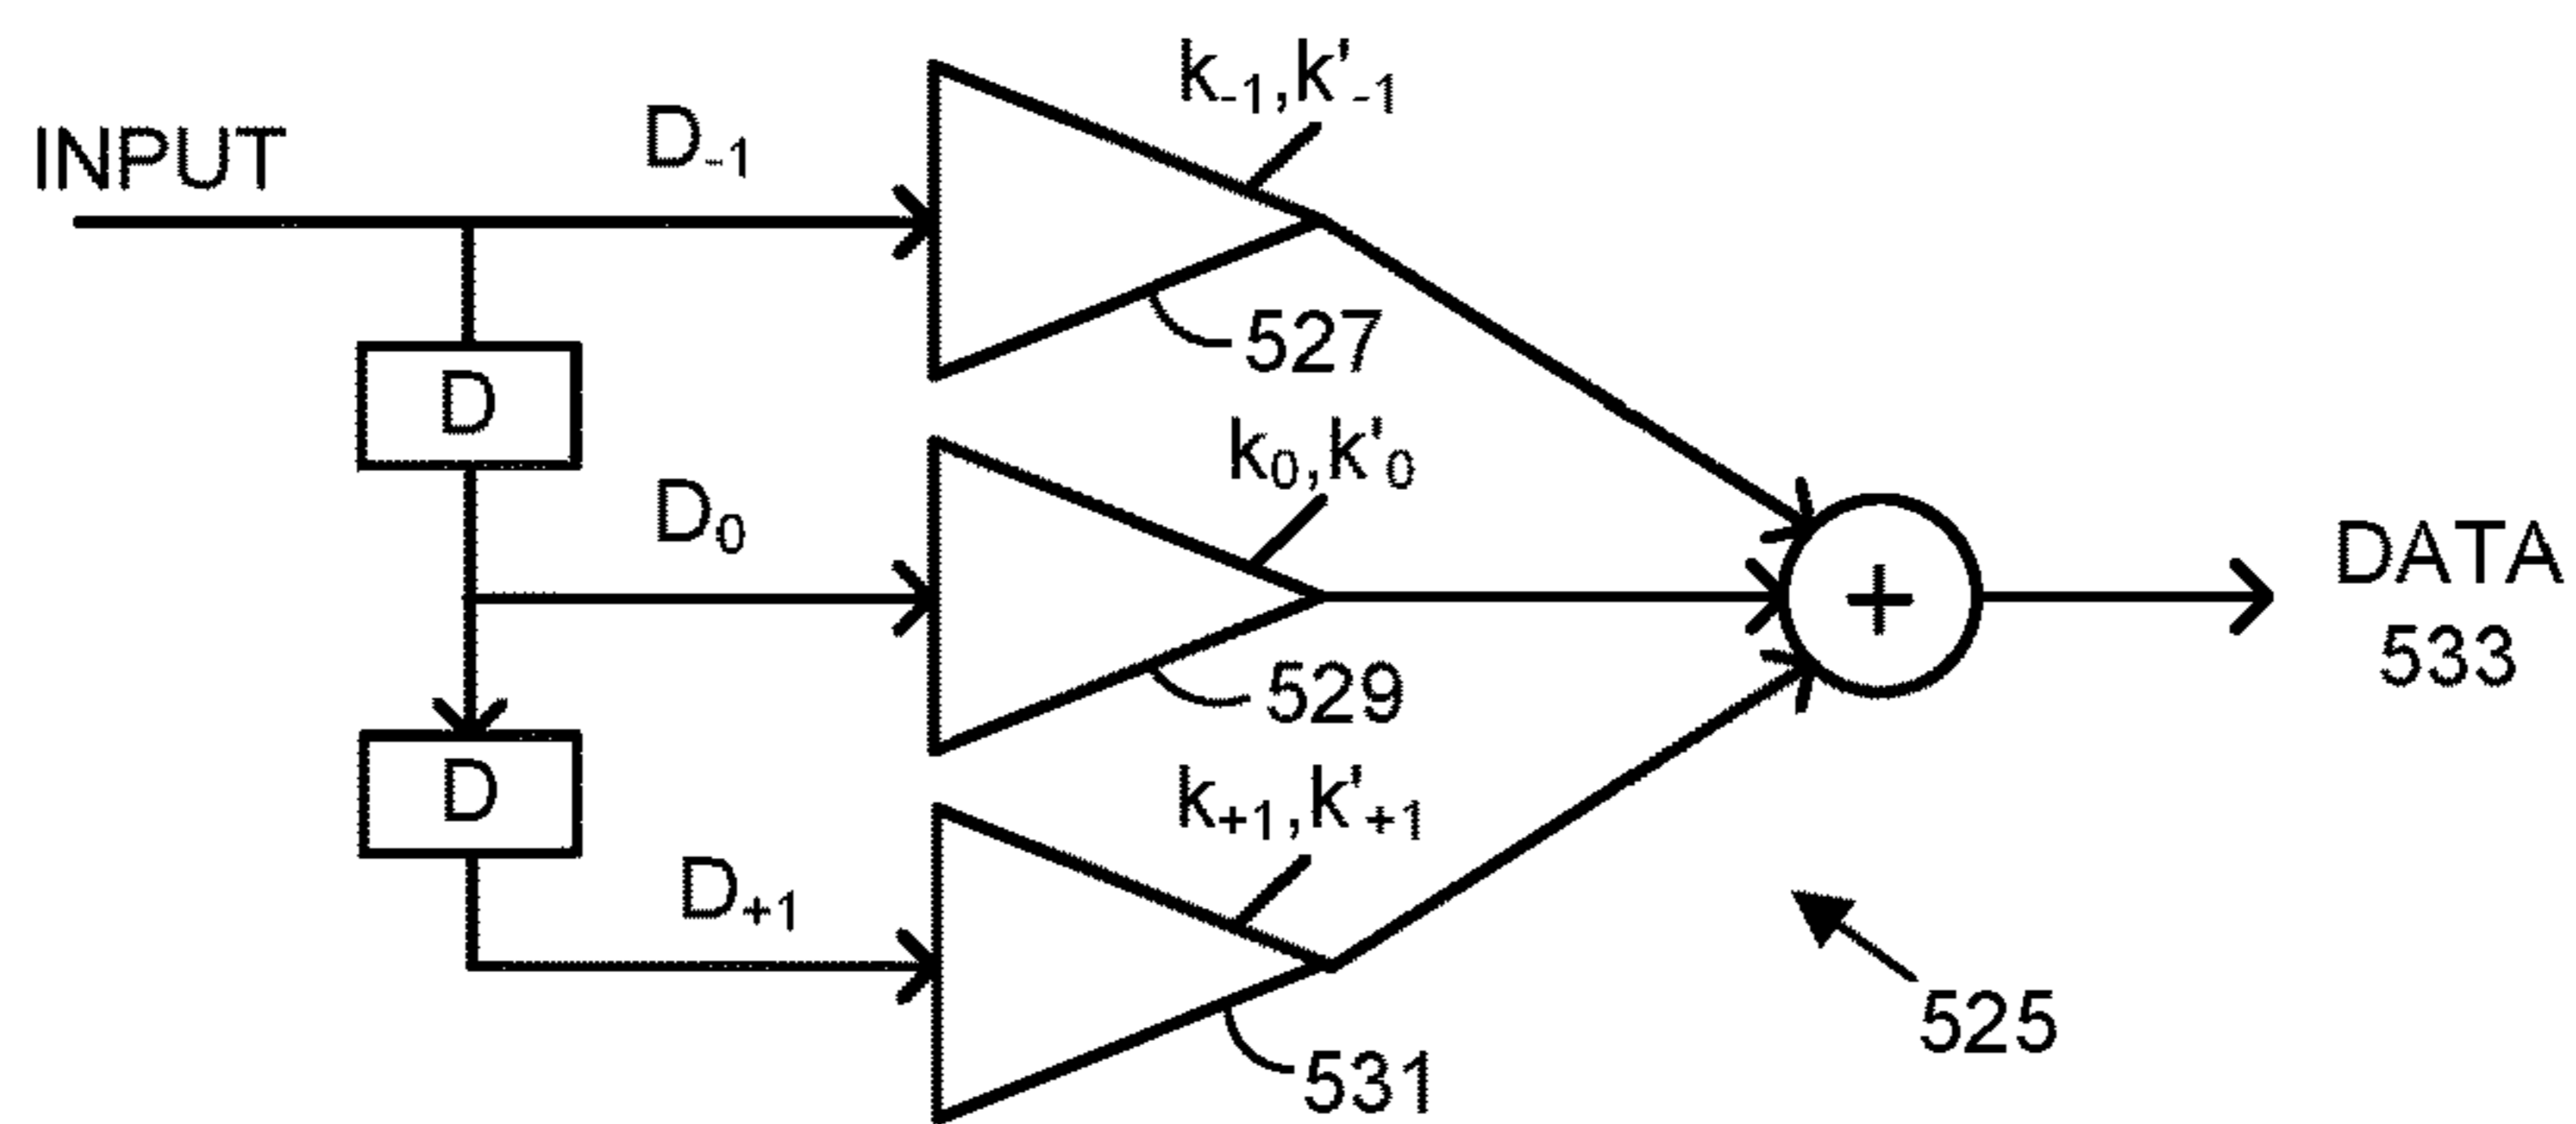 INPUT
D-1
k-1,k'-1
527
D
D0
k0,k'0
529
D
D+1
k+1,k'+1
531
+
DATA
533
525